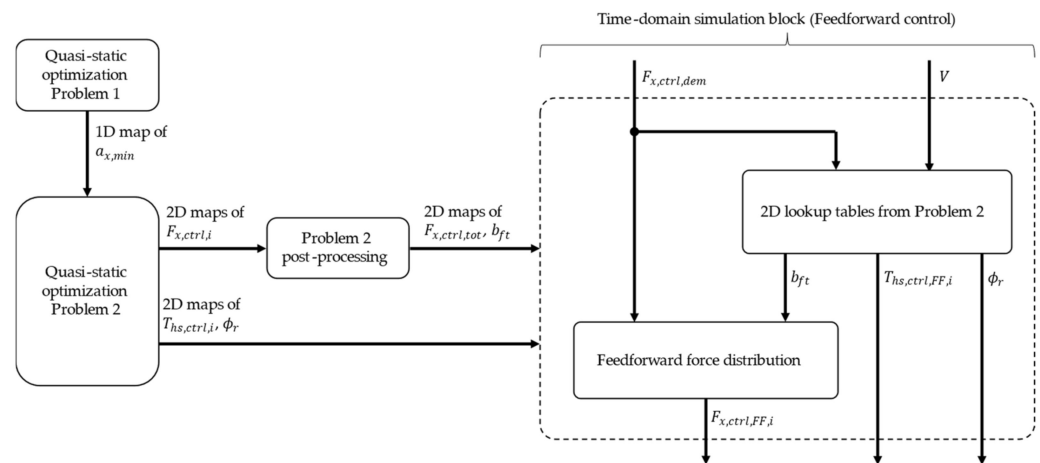 Time-domain simulation block (Feedforward control)
Quasi-static
optimization
Problem 1
1D map of
a_{x,min}
Quasi-static
optimization
Problem 2
2D maps of
F_{x,ctrl,i}
Problem 2
post-processing
2D maps of
F_{x,ctrl,tot}, b_{ft}
2D maps of
T_{hs,ctrl,i}, ϕ_r
F_{x,ctrl,dem}
V
2D lookup tables from Problem 2
b_{ft}
T_{hs,ctrl,FF,i}
ϕ_r
Feedforward force distribution
F_{x,ctrl,FF,i}